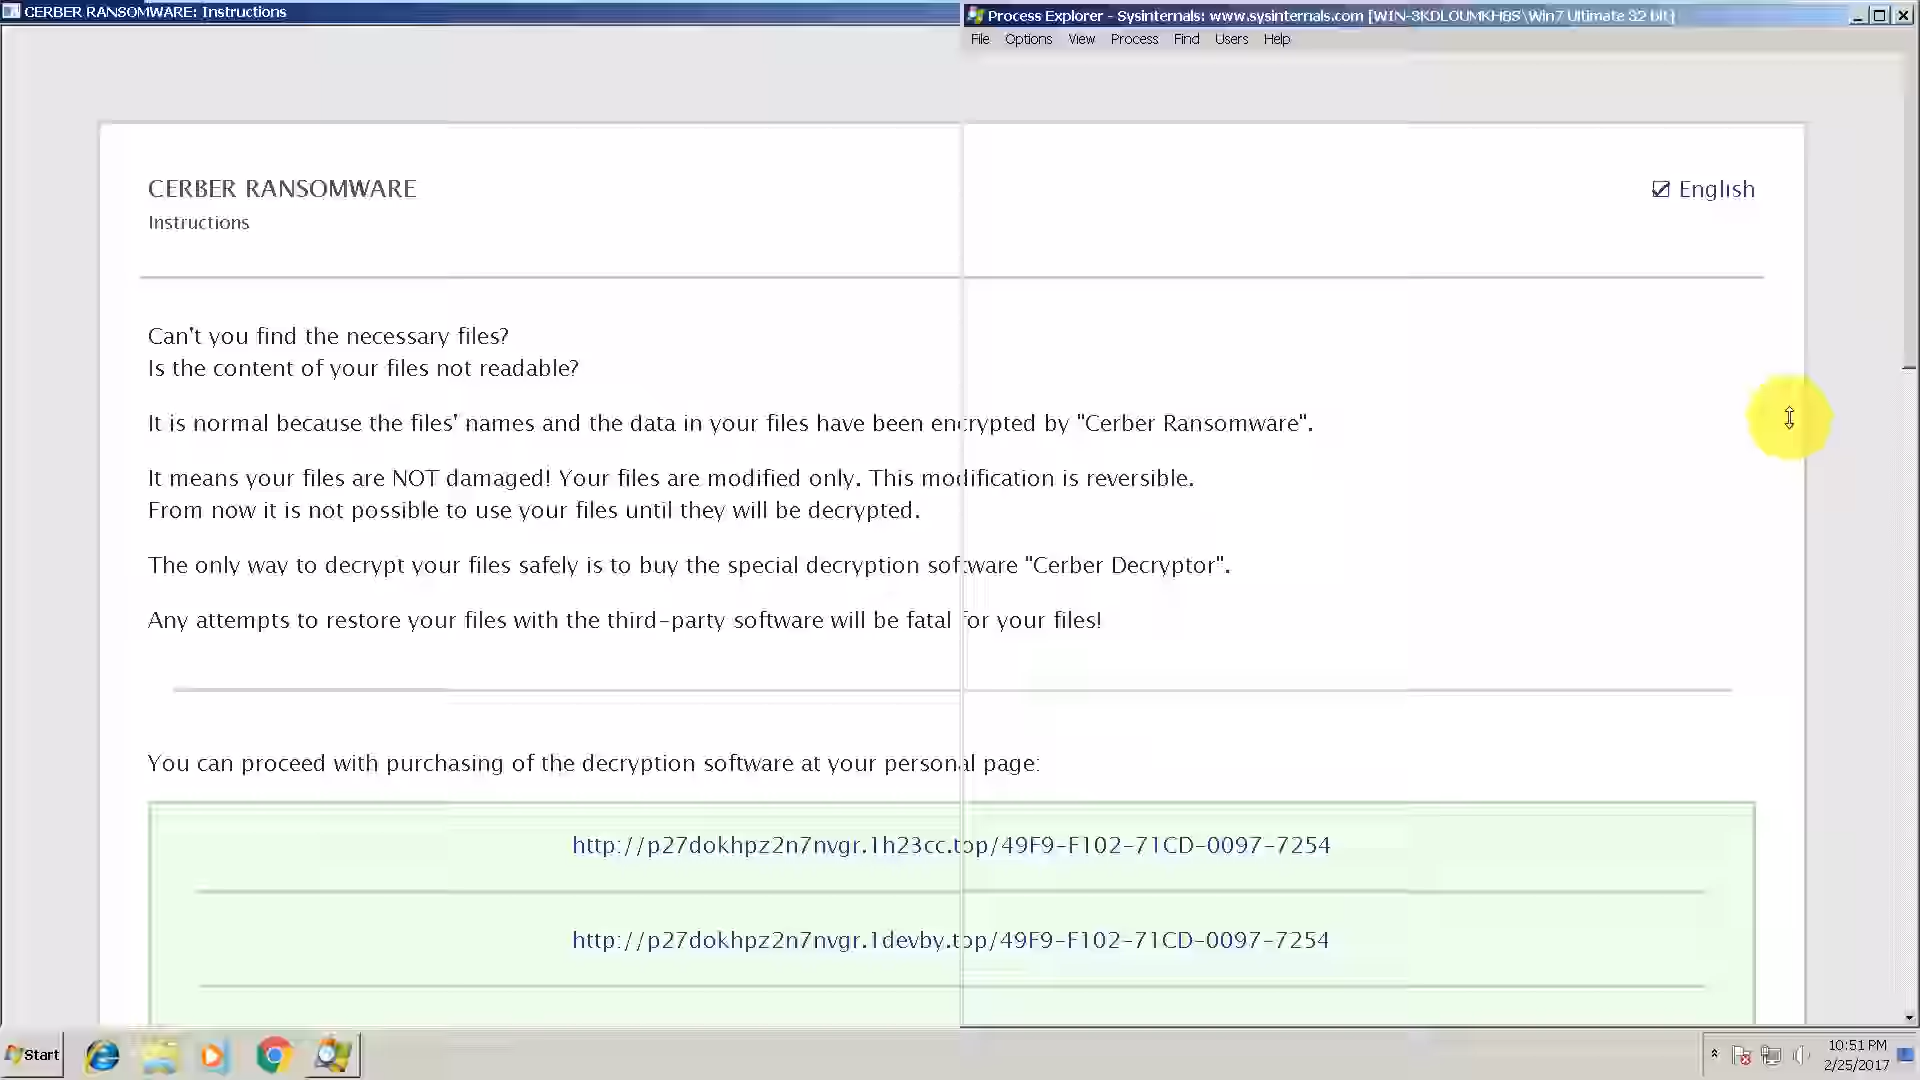 CERBER RANSOMWARE: Instructions
Process Explorer - Sysinternals: www.sysinternals.com [WIN-3KDLOUMKH8S\Win7 Ultimate 32 bit]
File Options View Process Find Users Help
CERBER RANSOMWARE
English
Instructions
Can't you find the necessary files?
Is the content of your files not readable?
It is normal because the files' names and the data in your files have been encrypted by "Cerber Ransomware".
It means your files are NOT damaged! Your files are modified only. This modification is reversible.
From now it is not possible to use your files until they will be decrypted.
The only way to decrypt your files safely is to buy the special decryption software "Cerber Decryptor".
Any attempts to restore your files with the third-party software will be fatal for your files!
You can proceed with purchasing of the decryption software at your personal page:
http://p27dokhpz2n7nvgr.1h23cc.top/49F9-F102-71CD-0097-7254
http://p27dokhpz2n7nvgr.1devby.top/49F9-F102-71CD-0097-7254
Start
10:51 PM
2/25/2017